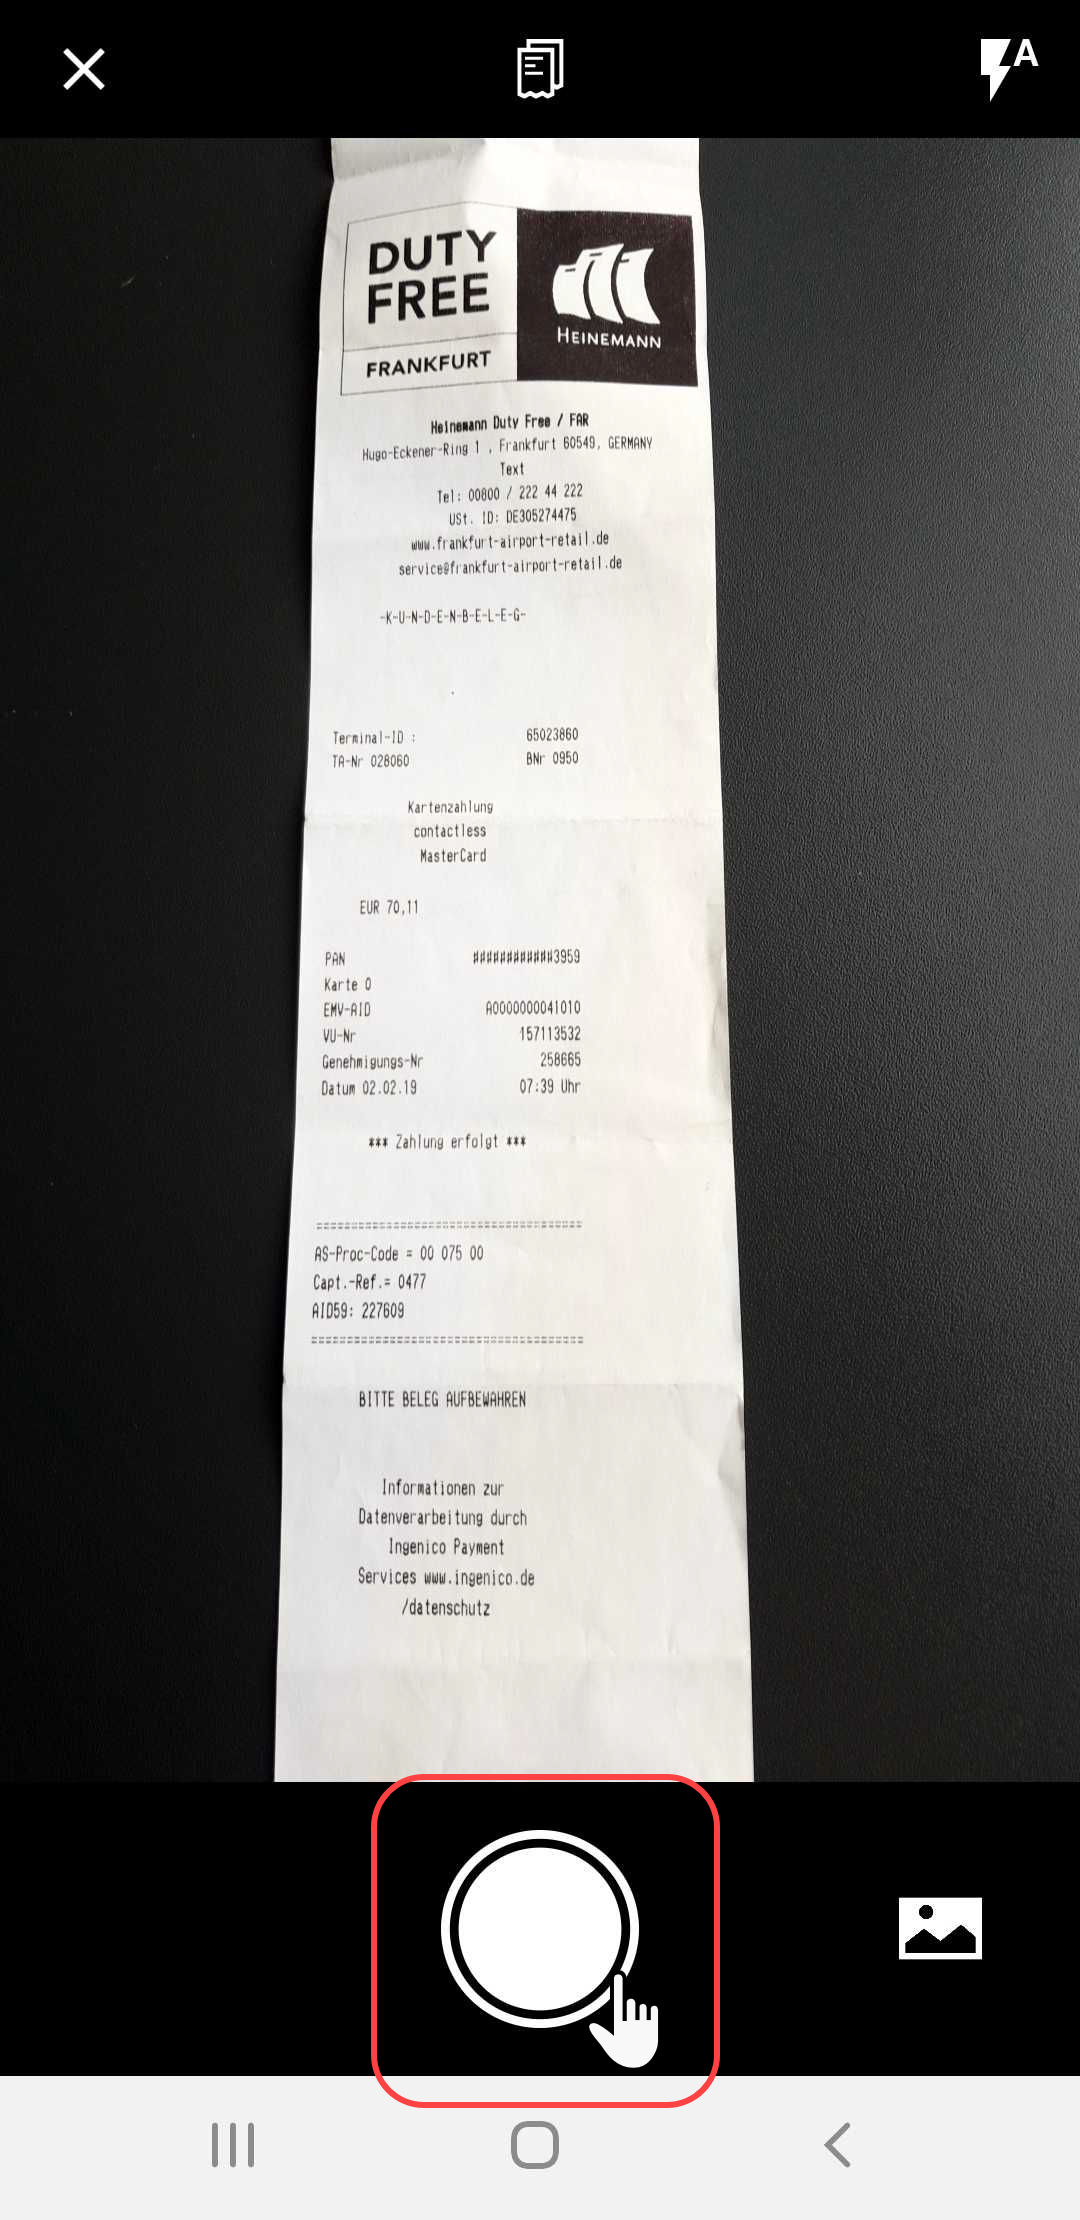 A
DUTY
FREE
FRANKFURT
HEINEMANN
Heinemann Duty Free / FAR
Hugo-Eckener-Ring 1 , Frankfurt 60549, GERMANY
Text
Tel: 00800 / 222 44 222
USt. ID: DE305274475
www.frankfurt-airport-retail.de
service@frankfurt-airport-retail.de
-K-U-N-D-E-N-B-E-L-E-G-
Terminal-ID : 65023860
TA-Nr 028060 BNr 0950
Kartenzahlung
contactless
MasterCard
EUR 70,11
PAN ############3959
Karte 0
EMV-AID A0000000041010
VU-Nr 157113532
Genehmigungs-Nr 258665
Datum 02.02.19 07:39 Uhr
*** Zahlung erfolgt ***
======================================
AS-Proc-Code = 00 075 00
Capt.-Ref.= 0477
AID59: 227609
======================================
BITTE BELEG AUFBEWAHREN
Informationen zur
Datenverarbeitung durch
Ingenico Payment
Services www.ingenico.de
/datenschutz